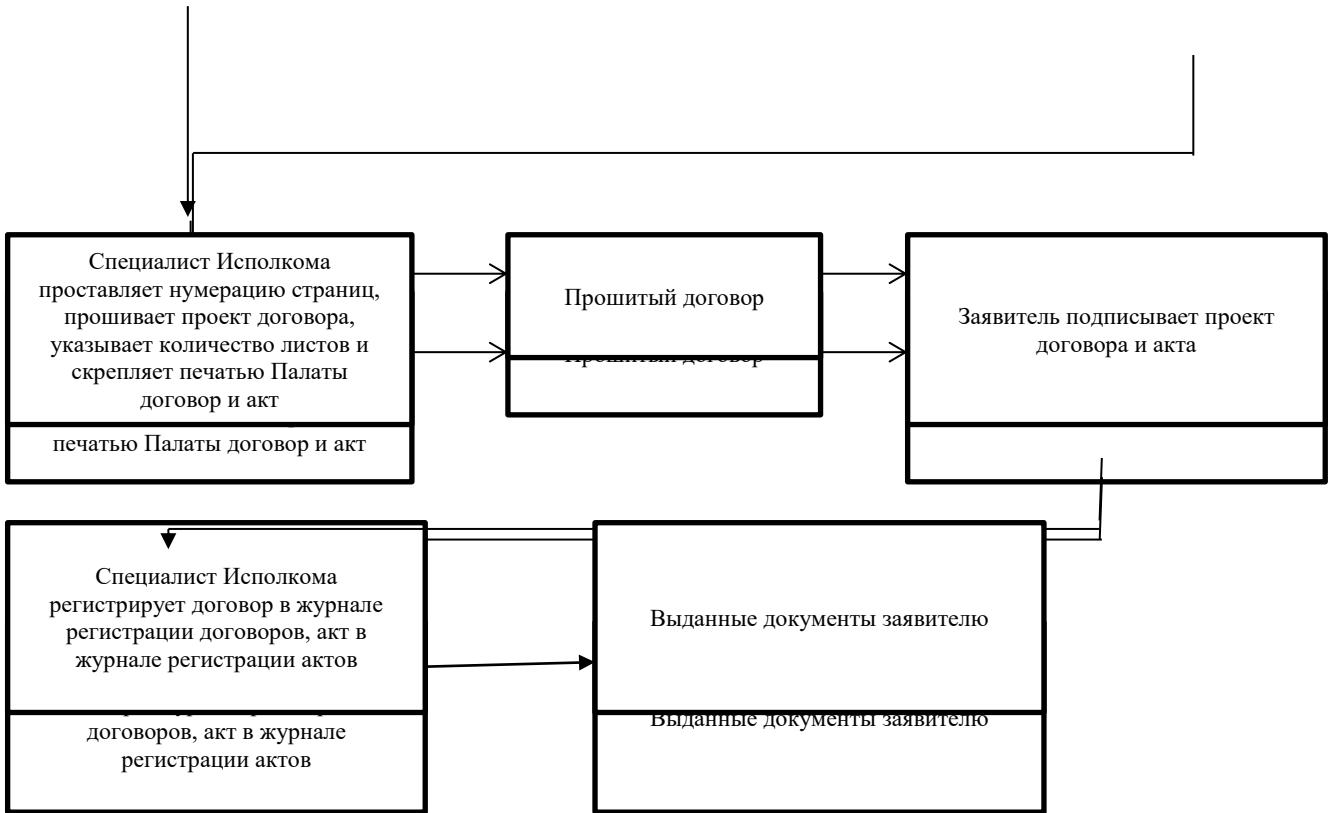 Специалист Исполкома
проставляет нумерацию страниц,
прошивает проект договора,
указывает количество листов и
скрепляет печатью Палаты
договор и акт
печатью Палаты договор и акт
Прошитый договор
Прошитый договор
Заявитель подписывает проект
договора и акта
Специалист Исполкома
регистрирует договор в журнале
регистрации договоров, акт в
журнале регистрации актов
договоров, акт в журнале
регистрации актов
Выданные документы заявителю
Выданные документы заявителю